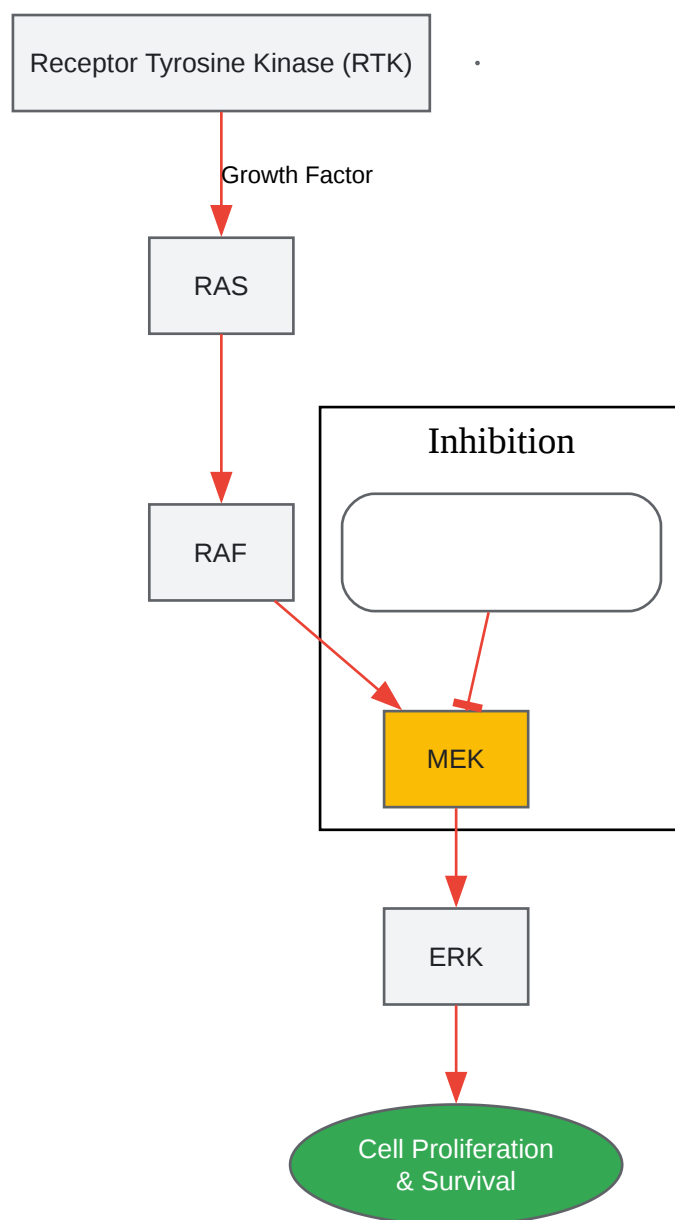 Receptor Tyrosine Kinase (RTK)
Growth Factor
RAS
Inhibition
RAF
MEK
ERK
Cell Proliferation
& Survival